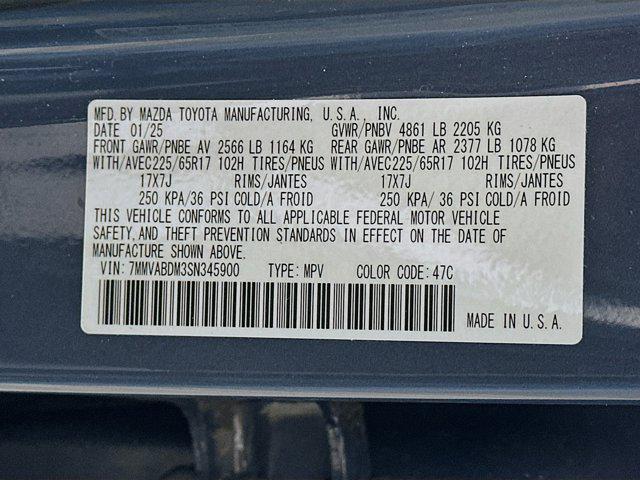 MFD. BY MAZDA TOYOTA MANUFACTURING, U.S.A., INC.
DATE 01/25 GVWR/PNBV 4861 LB 2205 KG
FRONT GAWR/PNBE AV 2566 LB 1164 KG REAR GAWR/PNBE AR 2377 LB 1078 KG
WITH/AVEC225/65R17 102H TIRES/PNEUS WITH/AVEC225/65R17 102H TIRES/PNEUS
17X7J RIMS/JANTES 17X7J RIMS/JANTES
250 KPA/36 PSI COLD/A FROID 250 KPA/ 36 PSI COLD/A FROID
THIS VEHICLE CONFORMS TO ALL APPLICABLE FEDERAL MOTOR VEHICLE
SAFETY, AND THEFT PREVENTION STANDARDS IN EFFECT ON THE DATE OF
MANUFACTURE SHOWN ABOVE.
VIN: 7MMVABDM3SN345900 TYPE: MPV COLOR CODE: 47C
MADE IN U.S.A.